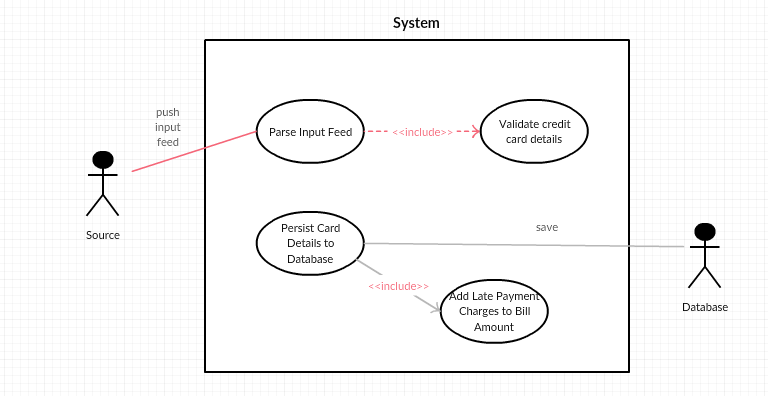 System
push
input
feed
Parse Input Feed
<<include>>
Validate credit
card details
Source
Persist Card
Details to
Database
save
<<include>>
Add Late Payment
Charges to Bill
Amount
Database